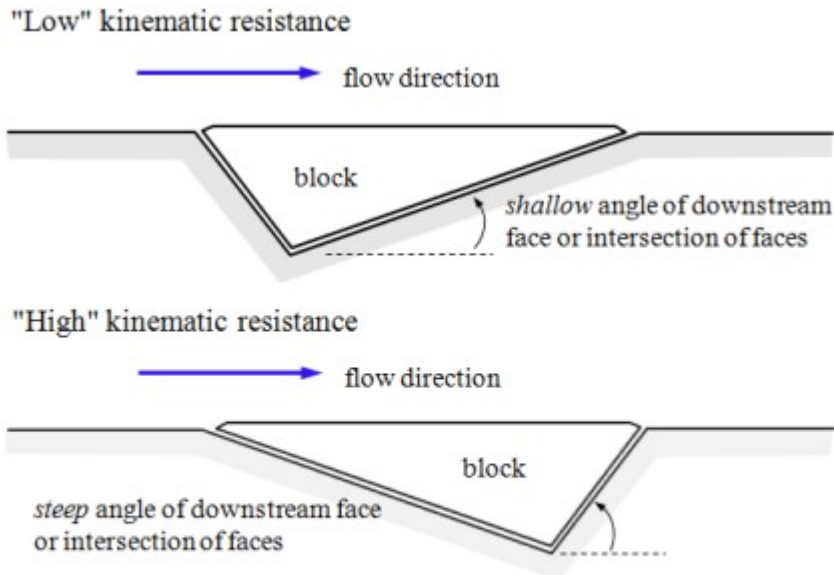 "Low" kinematic resistance
flow direction
block
shallow angle of downstream
face or intersection of faces
"High" kinematic resistance
flow direction
block
steep angle of downstream face
or intersection of faces